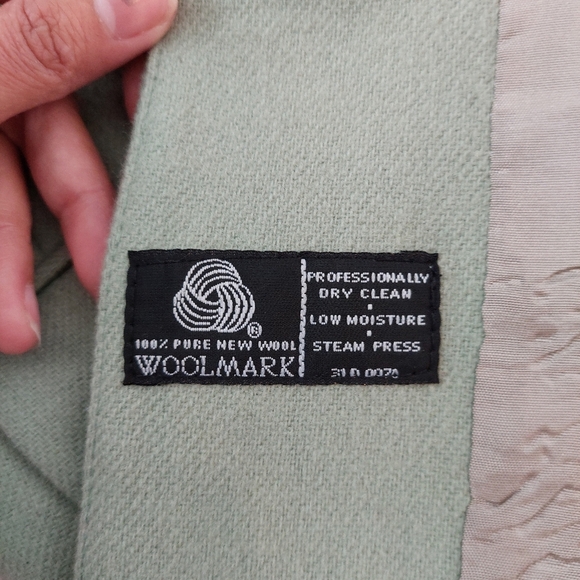 ®
100% PURE NEW WOOL
WOOLMARK
PROFESSIONALLY
DRY CLEAN
•
LOW MOISTURE
•
STEAM PRESS